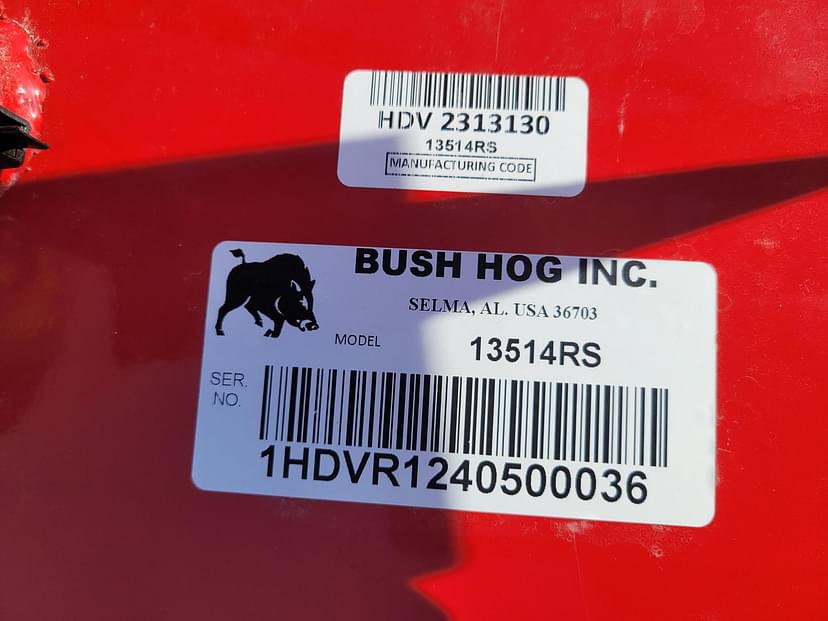 HDV 2313130
13514RS
MANUFACTURING CODE
BUSH HOG INC.
SELMA, AL. USA 36703
MODEL 13514RS
SER.
NO.
1HDVR1240500036